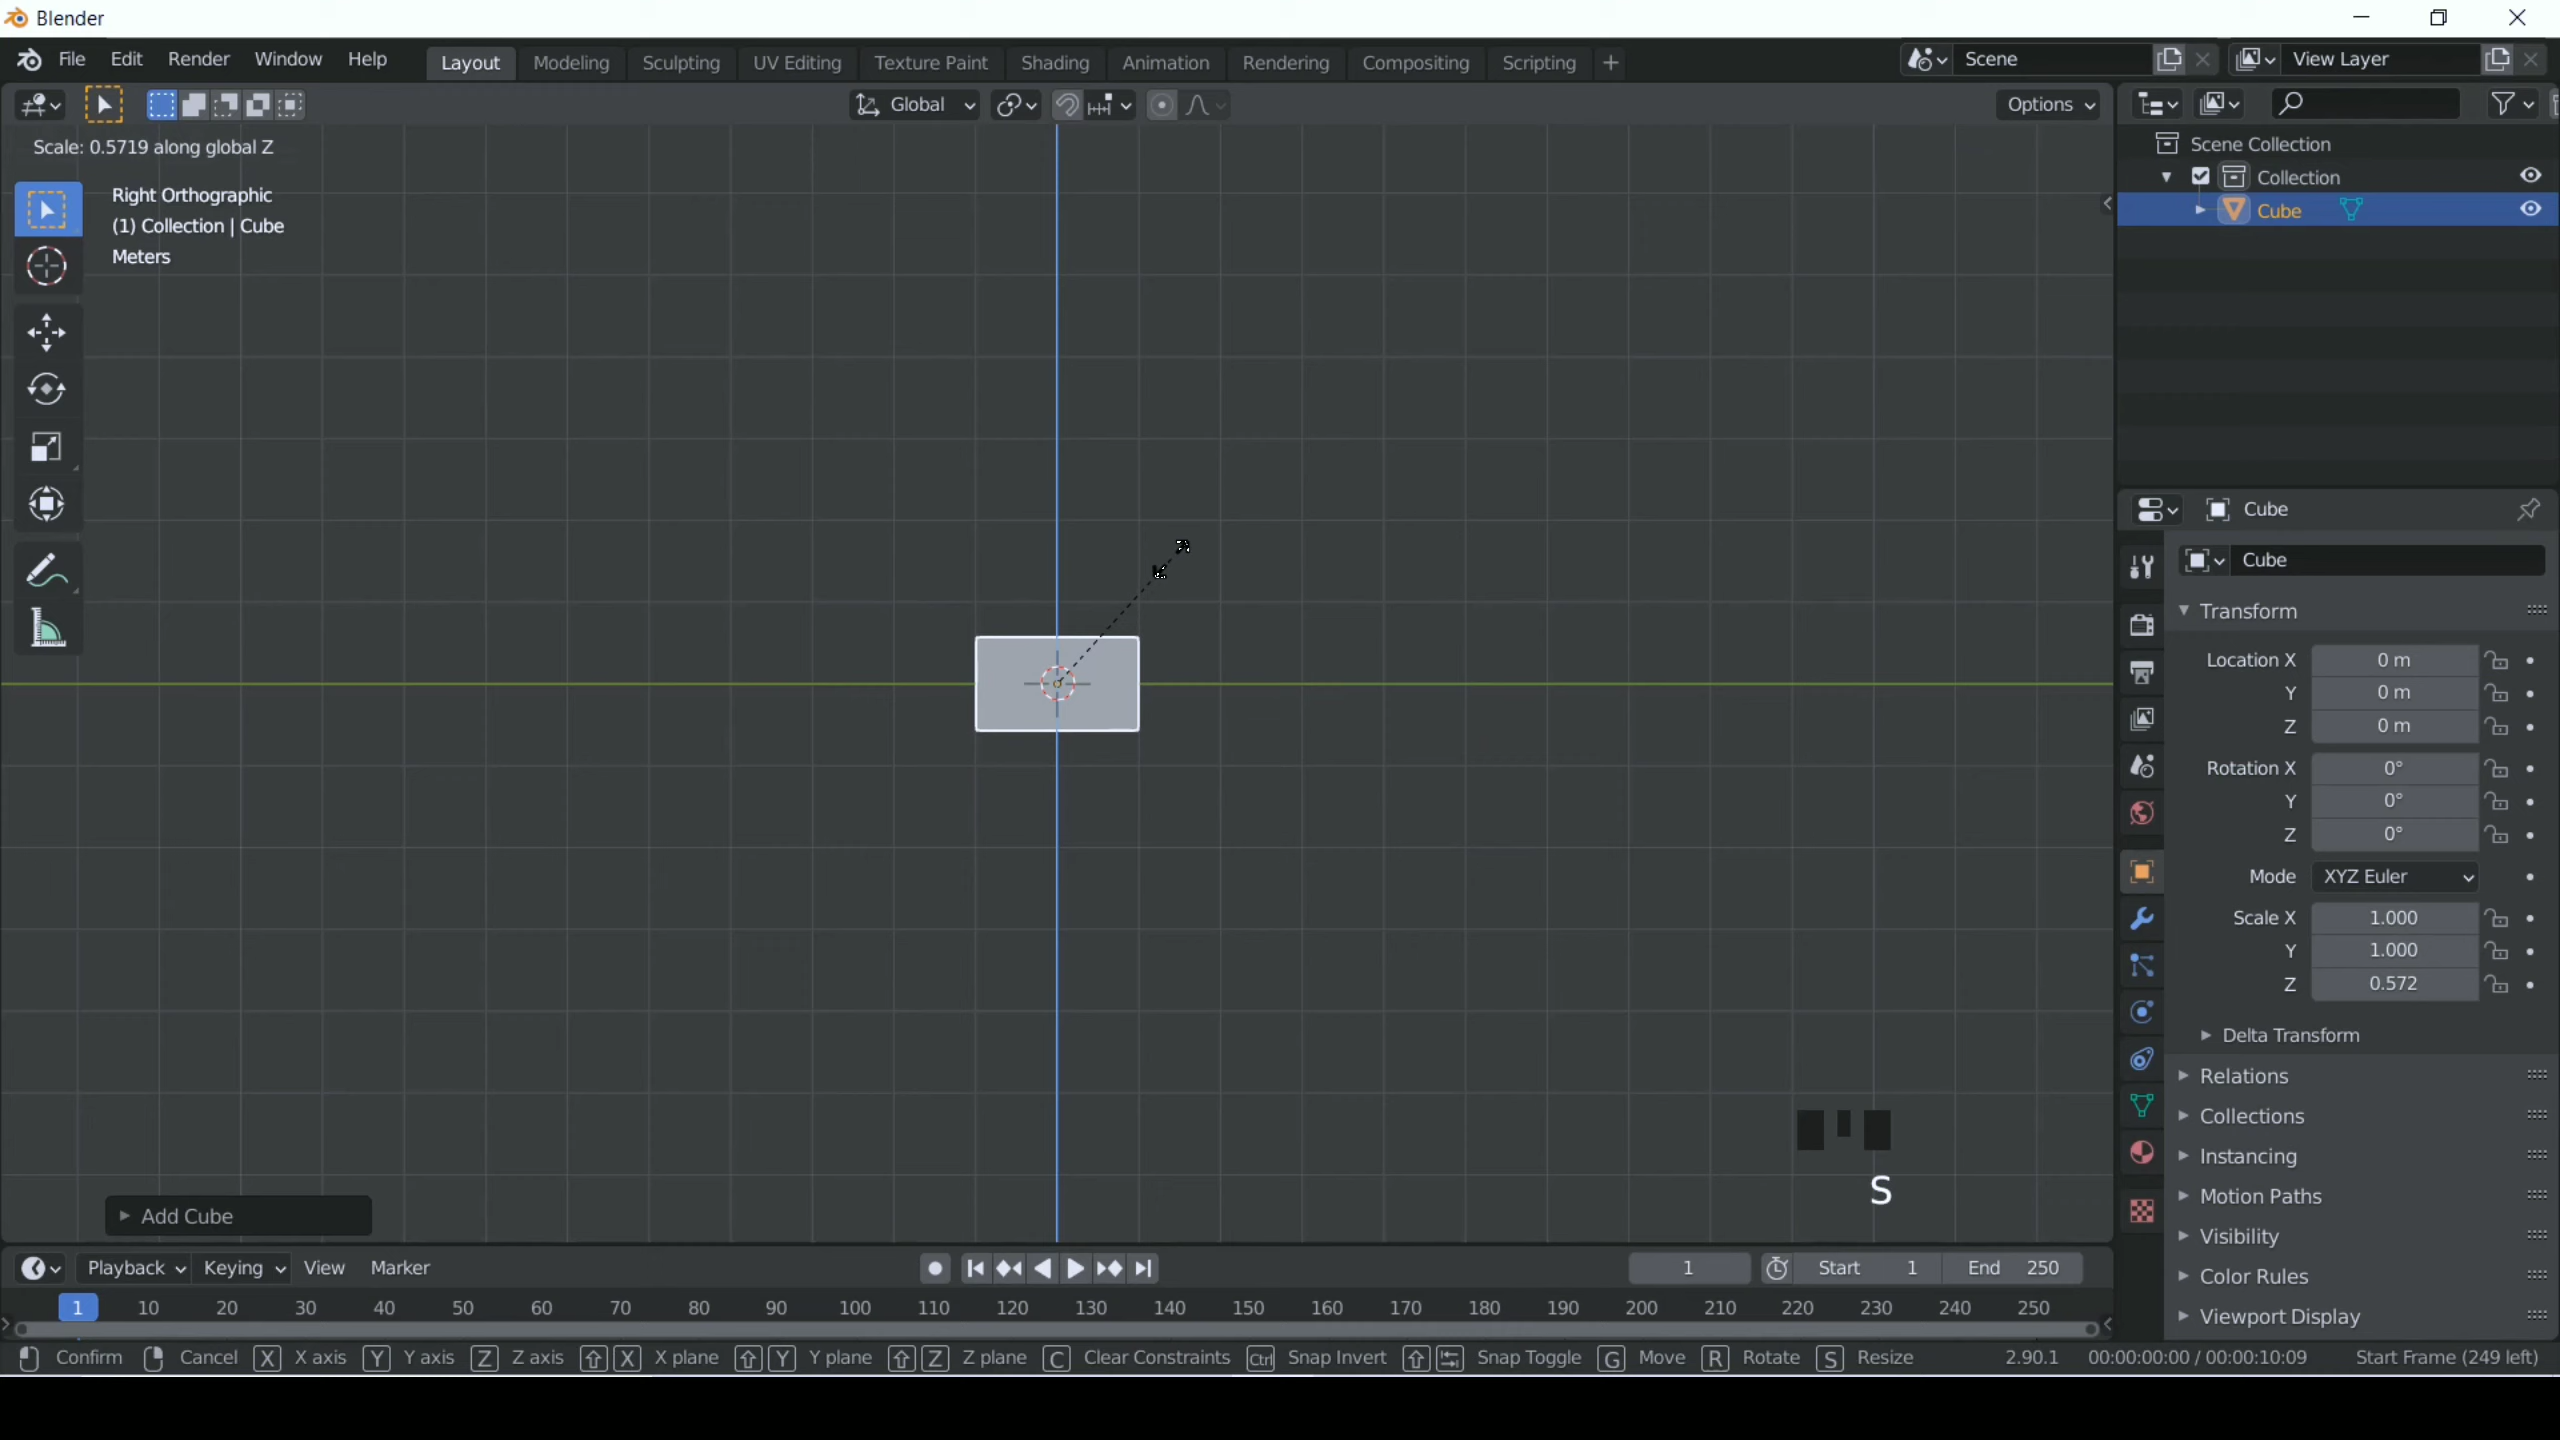 Blender
File Edit Render Window Help Layout Modeling Sculpting UV Editing Texture Paint Shading Animation Rendering Compositing Scripting + Scene View Layer
Global Options
Scale: 0.5719 along global Z
Right Orthographic
(1) Collection | Cube
Meters
Scene Collection
Collection
Cube
Cube
Cube
Transform
Location X 0 m
Y 0 m
Z 0 m
Rotation X 0°
Y 0°
Z 0°
Mode XYZ Euler
Scale X 1.000
Y 1.000
Z 0.572
Delta Transform
Relations
Collections
Instancing
Motion Paths
Visibility
Color Rules
Viewport Display
S
Add Cube
Playback Keying View Marker 1 Start 1 End 250
1 10 20 30 40 50 60 70 80 90 100 110 120 130 140 150 160 170 180 190 200 210 220 230 240 250
Confirm Cancel X X axis Y Y axis Z Z axis X X plane Y Y plane Z Z plane C Clear Constraints Ctrl Snap Invert Snap Toggle G Move R Rotate S Resize 2.90.1 00:00:00:00 / 00:00:10:09 Start Frame (249 left)